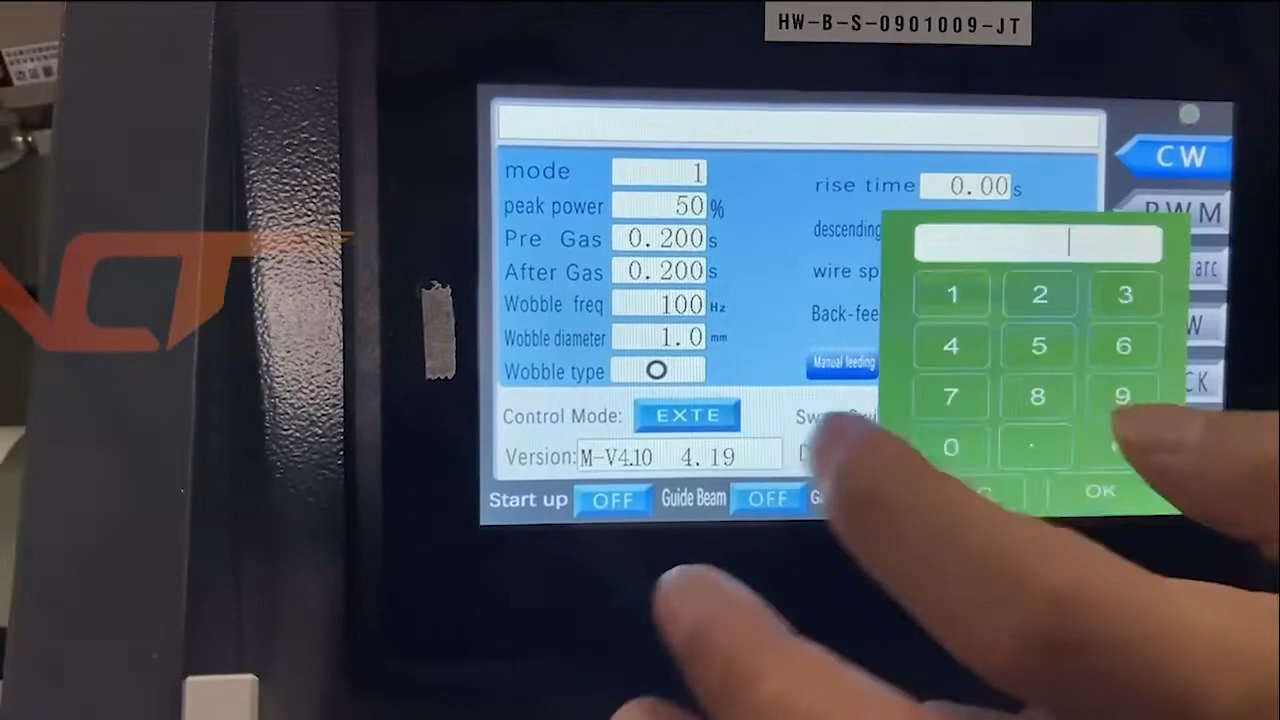 HW-B-S-0901009-JT
CW
mode 1
rise time 0.00 s
peak power 50 %
PWM
Pre Gas 0.200 s
descending
After Gas 0.200 s
wire sp
arc
Wobble freq 100 Hz
Back-fee
W
Wobble diameter 1.0 mm
Manual feeding
Wobble type O
CK
1 2 3
4 5 6
7 8 9
0 .
OK
Control Mode: EXTE
Version: M-V4.10 4.19
Start up OFF Guide Beam OFF G